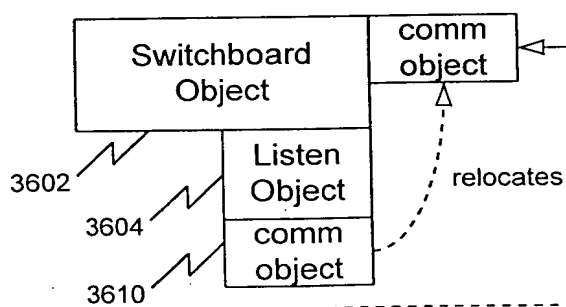 Switchboard
Object
comm
object
3602
Listen
Object
relocates
3604
comm
object
3610